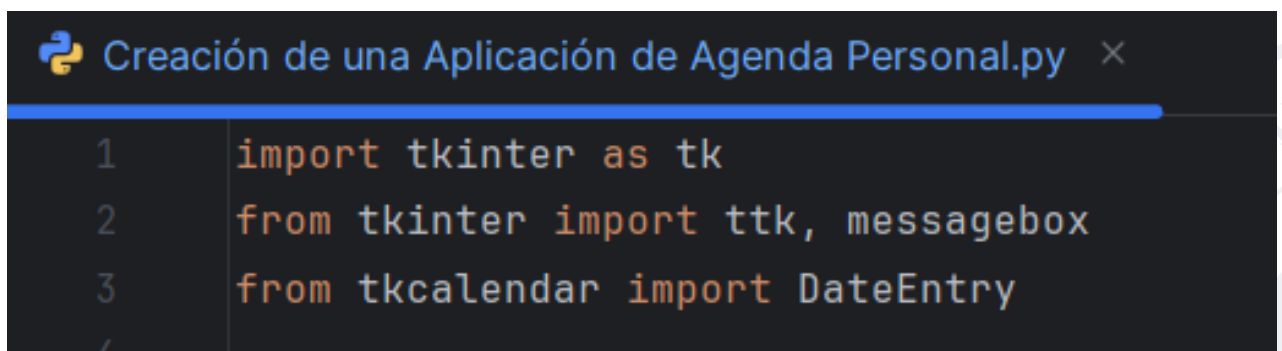 Creación de una Aplicación de Agenda Personal.py ×
1 import tkinter as tk
2 from tkinter import ttk, messagebox
3 from tkcalendar import DateEntry